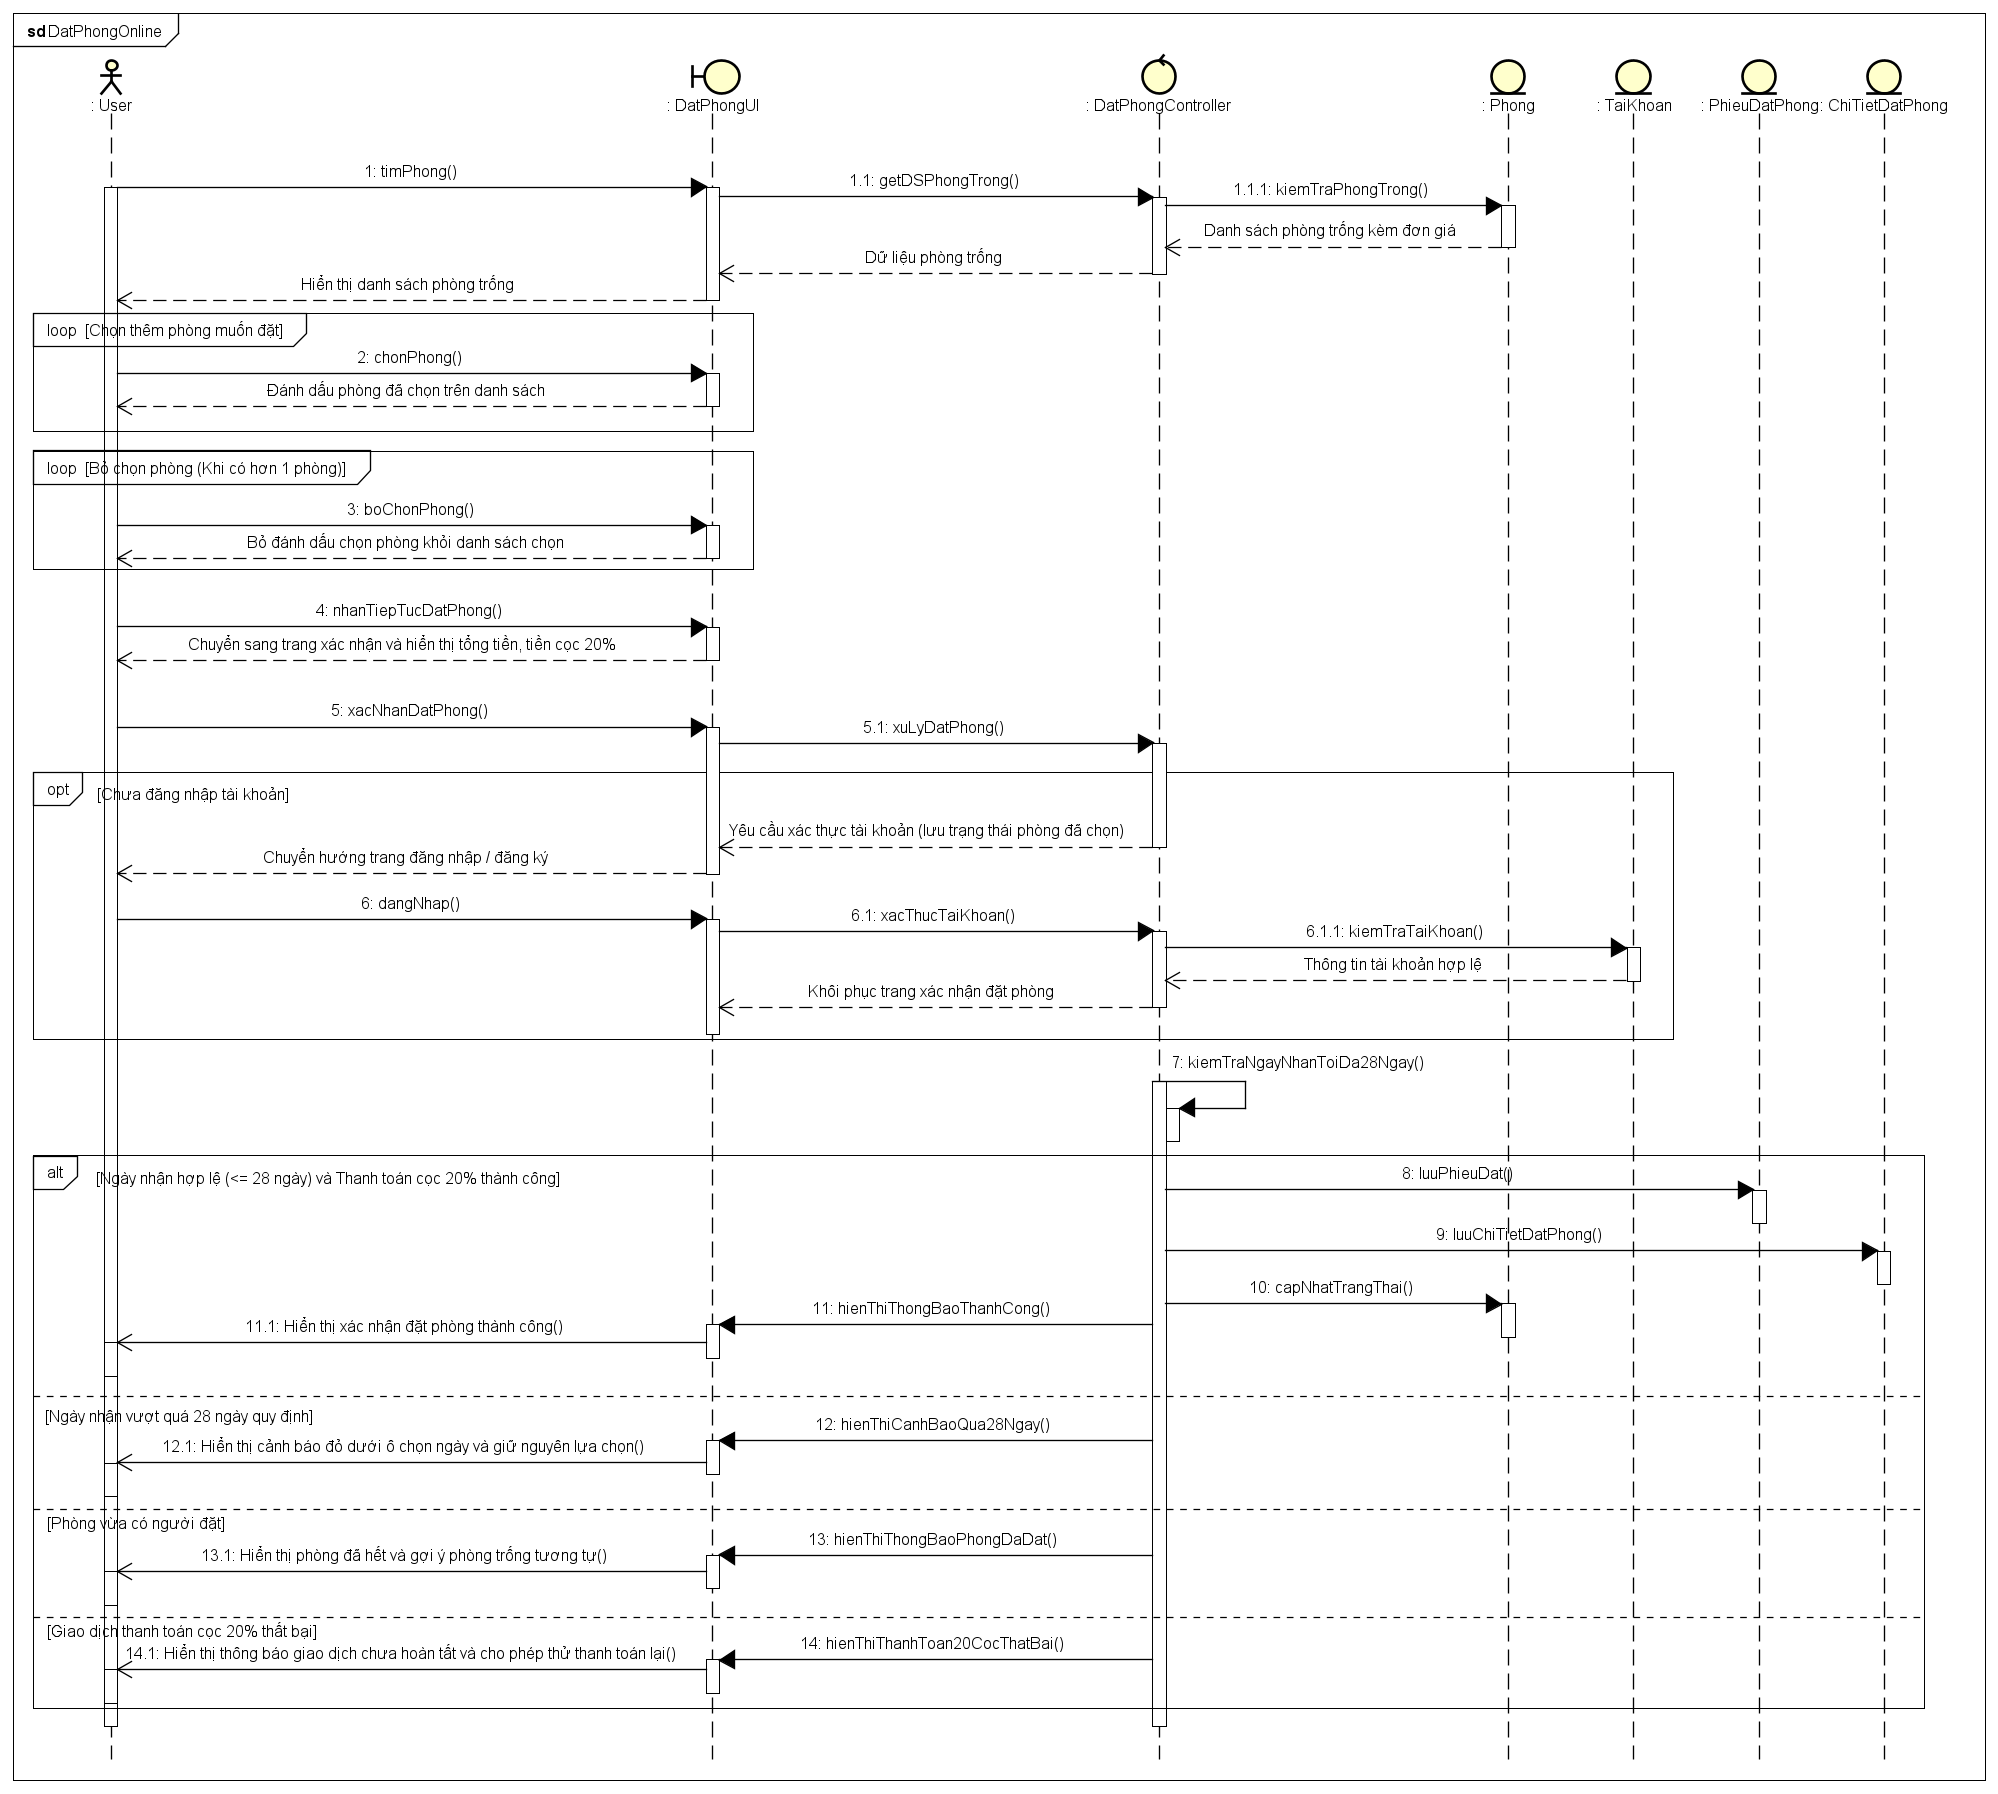 sd DatPhongOnline
: User
: DatPhongUI
: DatPhongController
: Phong
: TaiKhoan
: PhieuDatPhong
: ChiTietDatPhong
1: timPhong()
1.1: getDSPhongTrong()
1.1.1: kiemTraPhongTrong()
Danh sách phòng trống kèm đơn giá
Dữ liệu phòng trống
Hiển thị danh sách phòng trống
loop [Chọn thêm phòng muốn đặt]
2: chonPhong()
Đánh dấu phòng đã chọn trên danh sách
loop [Bỏ chọn phòng (Khi có hơn 1 phòng)]
3: boChonPhong()
Bỏ đánh dấu chọn phòng khỏi danh sách chọn
4: nhanTiepTucDatPhong()
Chuyển sang trang xác nhận và hiển thị tổng tiền, tiền cọc 20%
5: xacNhanDatPhong()
5.1: xuLyDatPhong()
opt [Chưa đăng nhập tài khoản]
Yêu cầu xác thực tài khoản (lưu trạng thái phòng đã chọn)
Chuyển hướng trang đăng nhập / đăng ký
6: dangNhap()
6.1: xacThucTaiKhoan()
6.1.1: kiemTraTaiKhoan()
Thông tin tài khoản hợp lệ
Khôi phục trang xác nhận đặt phòng
7: kiemTraNgayNhanToiDa28Ngay()
alt [Ngày nhận hợp lệ (<= 28 ngày) và Thanh toán cọc 20% thành công]
8: luuPhieuDat()
9: luuChiTietDatPhong()
10: capNhatTrangThai()
11: hienThiThongBaoThanhCong()
11.1: Hiển thị xác nhận đặt phòng thành công()
[Ngày nhận vượt quá 28 ngày quy định]
12: hienThiCanhBaoQua28Ngay()
12.1: Hiển thị cảnh báo đỏ dưới ô chọn ngày và giữ nguyên lựa chọn()
[Phòng vừa có người đặt]
13: hienThiThongBaoPhongDaDat()
13.1: Hiển thị phòng đã hết và gợi ý phòng trống tương tự()
[Giao dịch thanh toán cọc 20% thất bại]
14: hienThiThanhToan20CocThatBai()
14.1: Hiển thị thông báo giao dịch chưa hoàn tất và cho phép thử thanh toán lại()